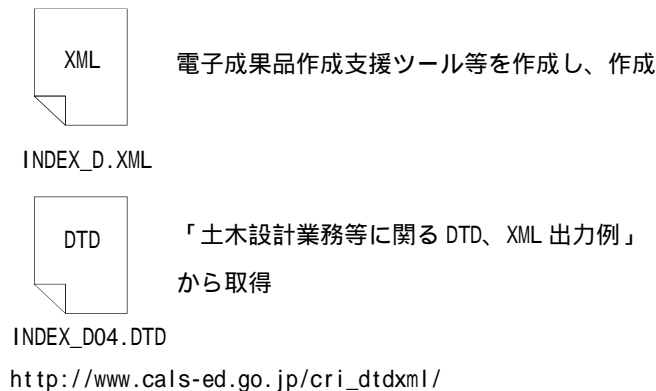 XML
電子成果品作成支援ツール等を作成し、作成
INDEX_D.XML
DTD
「土木設計業務等に関る DTD、XML 出力例」
から取得
INDEX_D04.DTD
http://www.cals-ed.go.jp/cri_dtdxml/